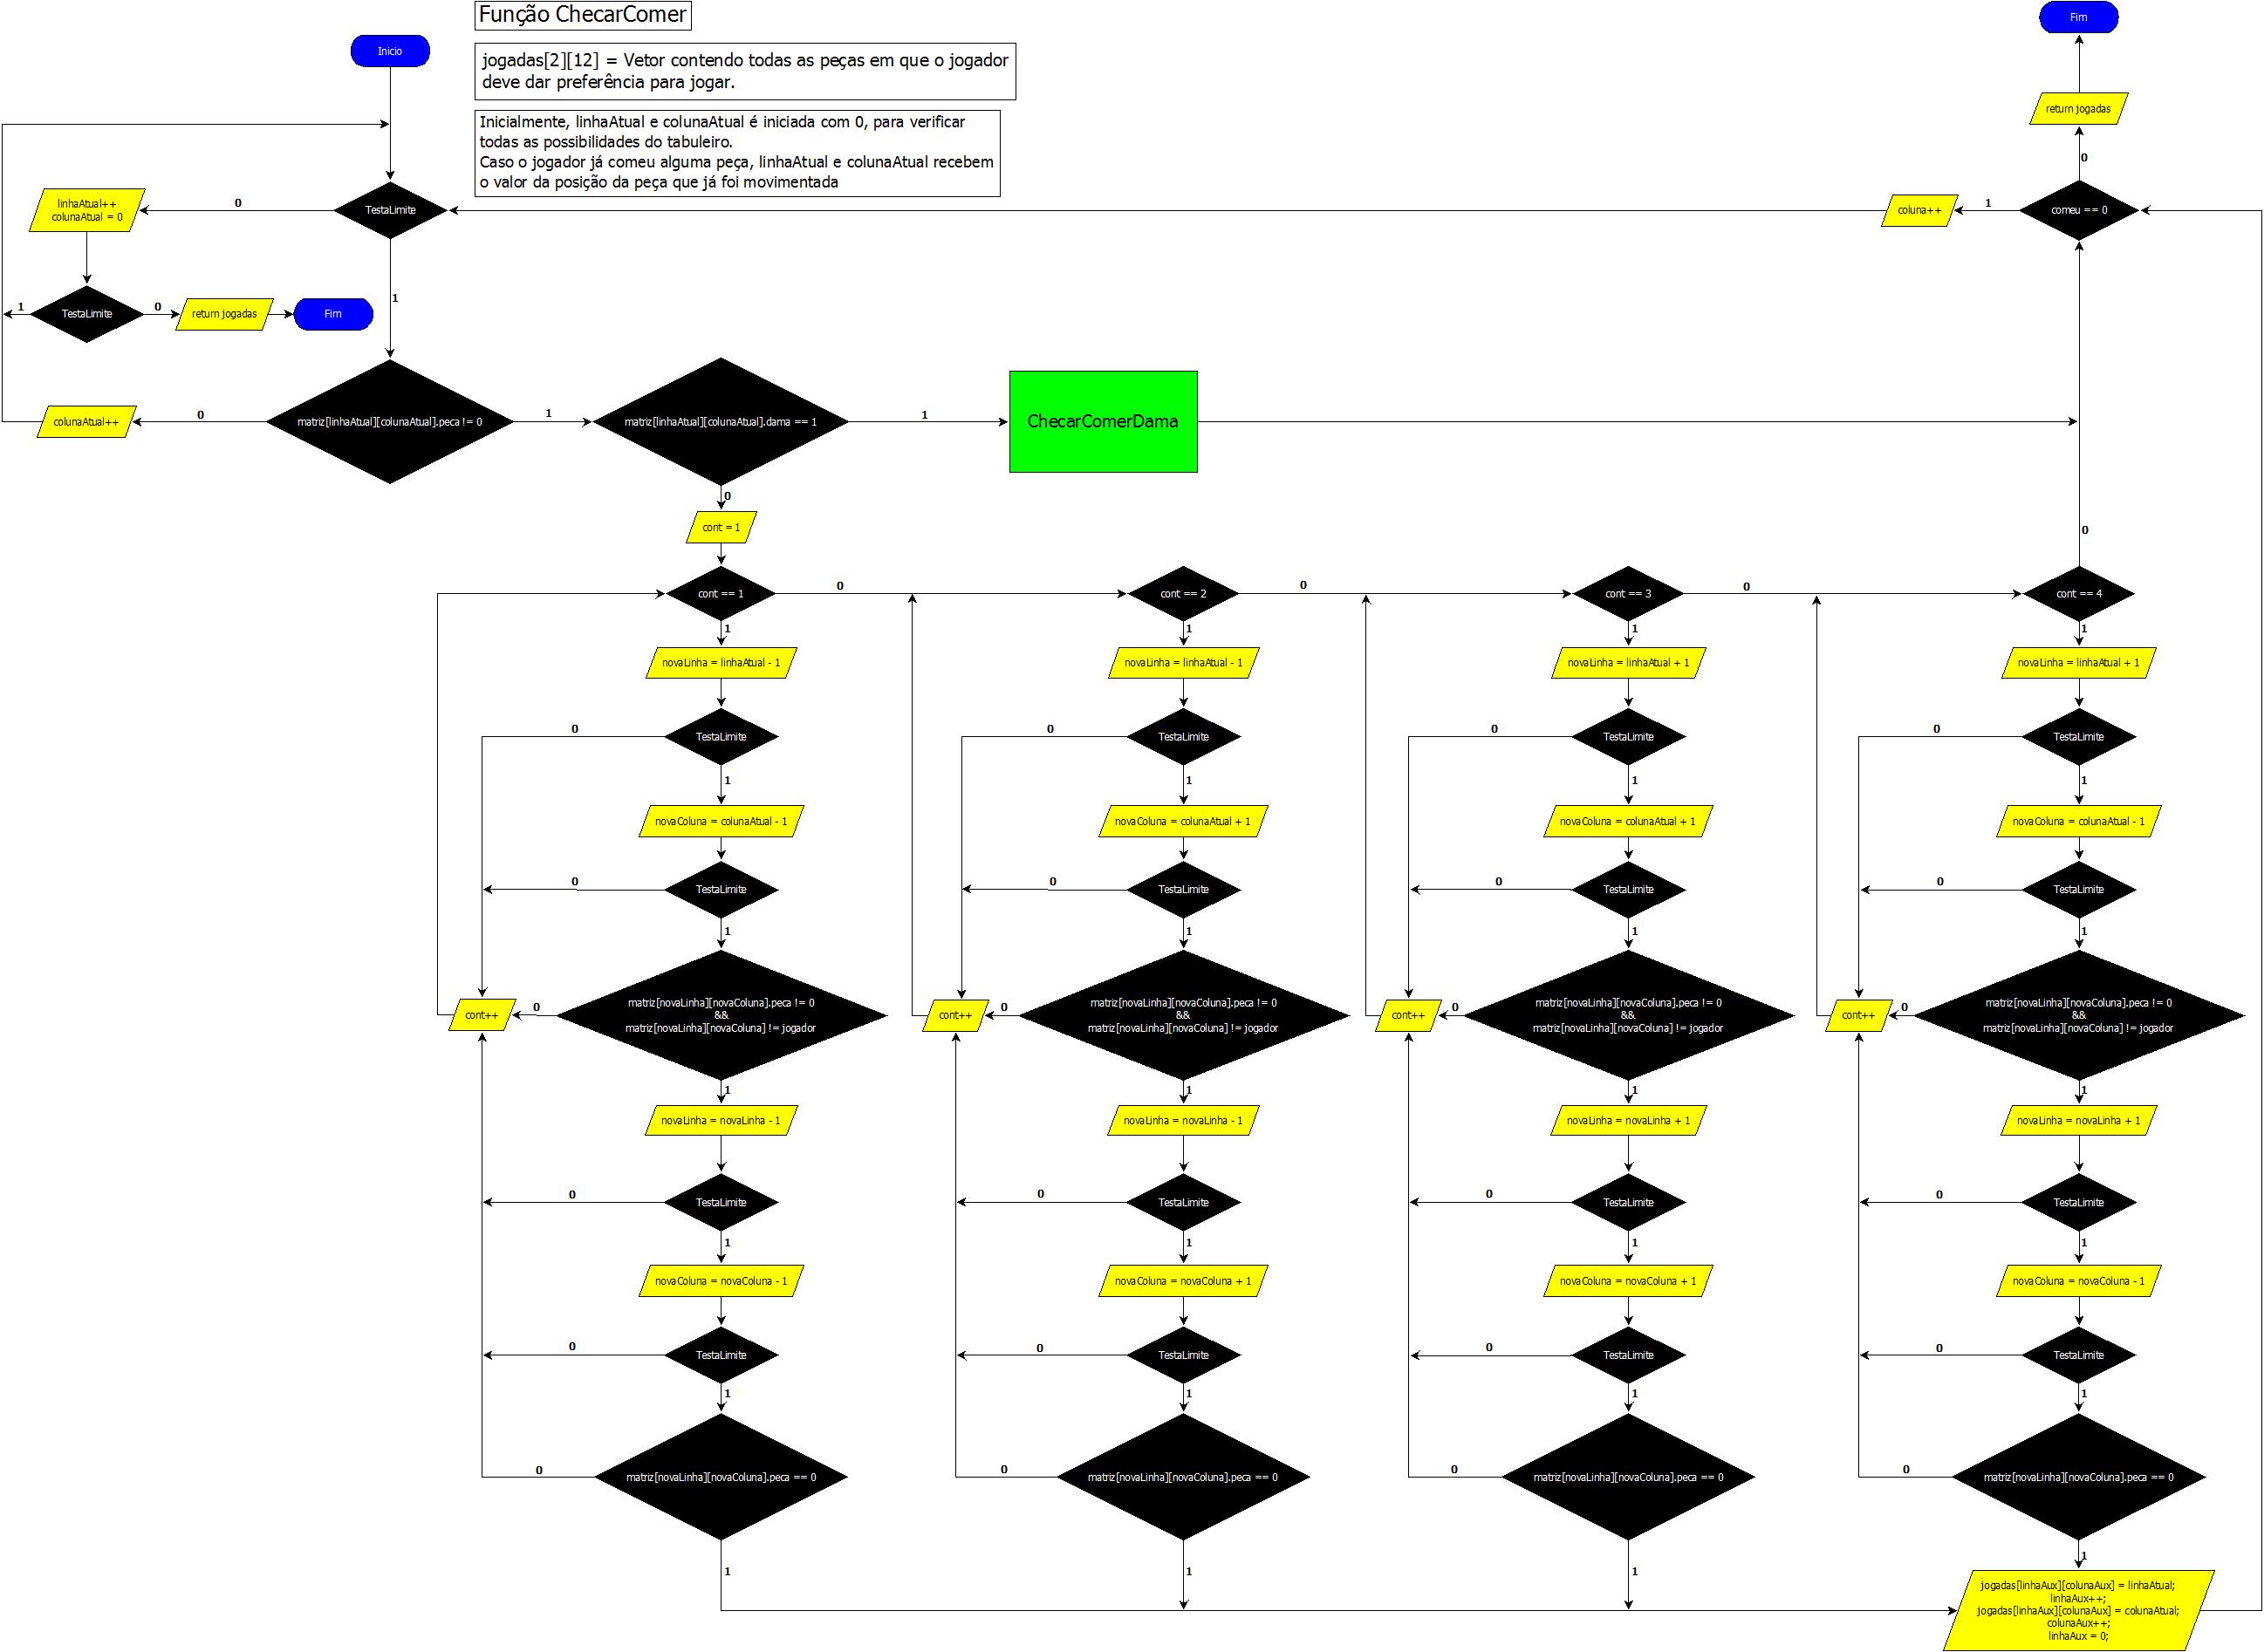 Função ChecarComer
Fim
Inicio
jogadas[2][12] = Vetor contendo todas as peças em que o jogador
deve dar preferência para jogar.
return jogadas
Inicialmente, linhaAtual e colunaAtual é iniciada com 0, para verificar
todas as possibilidades do tabuleiro.
Caso o jogador já comeu alguma peça, linhaAtual e colunaAtual recebem
o valor da posição da peça que já foi movimentada
0
linhaAtual++
colunaAtual = 0
0
TestaLimite
coluna++
1
comeu == 0
1
1
TestaLimite
0
return jogadas
Fim
colunaAtual++
0
matriz[linhaAtual][colunaAtual].peca != 0
1
matriz[linhaAtual][colunaAtual].dama == 1
1
ChecarComerDama
0
cont = 1
0
cont == 1
0
cont == 2
0
cont == 3
0
cont == 4
1
1
1
1
novaLinha = linhaAtual - 1
novaLinha = linhaAtual - 1
novaLinha = linhaAtual + 1
novaLinha = linhaAtual + 1
0
TestaLimite
0
TestaLimite
0
TestaLimite
0
TestaLimite
1
1
1
1
novaColuna = colunaAtual - 1
novaColuna = colunaAtual + 1
novaColuna = colunaAtual + 1
novaColuna = colunaAtual - 1
0
TestaLimite
0
TestaLimite
0
TestaLimite
0
TestaLimite
1
1
1
1
cont++
0
matriz[novaLinha][novaColuna].peca != 0
&&
matriz[novaLinha][novaColuna] != jogador
cont++
0
matriz[novaLinha][novaColuna].peca != 0
&&
matriz[novaLinha][novaColuna] != jogador
cont++
0
matriz[novaLinha][novaColuna].peca != 0
&&
matriz[novaLinha][novaColuna] != jogador
cont++
0
matriz[novaLinha][novaColuna].peca != 0
&&
matriz[novaLinha][novaColuna] != jogador
1
1
1
1
novaLinha = novaLinha - 1
novaLinha = novaLinha - 1
novaLinha = novaLinha + 1
novaLinha = novaLinha + 1
0
TestaLimite
0
TestaLimite
0
TestaLimite
0
TestaLimite
1
1
1
1
novaColuna = novaColuna - 1
novaColuna = novaColuna + 1
novaColuna = novaColuna + 1
novaColuna = novaColuna - 1
0
TestaLimite
0
TestaLimite
0
TestaLimite
0
TestaLimite
1
1
1
1
0
matriz[novaLinha][novaColuna].peca == 0
0
matriz[novaLinha][novaColuna].peca == 0
0
matriz[novaLinha][novaColuna].peca == 0
0
matriz[novaLinha][novaColuna].peca == 0
1
1
1
1
jogadas[linhaAux][colunaAux] = linhaAtual;
linhaAux++;
jogadas[linhaAux][colunaAux] = colunaAtual;
colunaAux++;
linhaAux = 0;